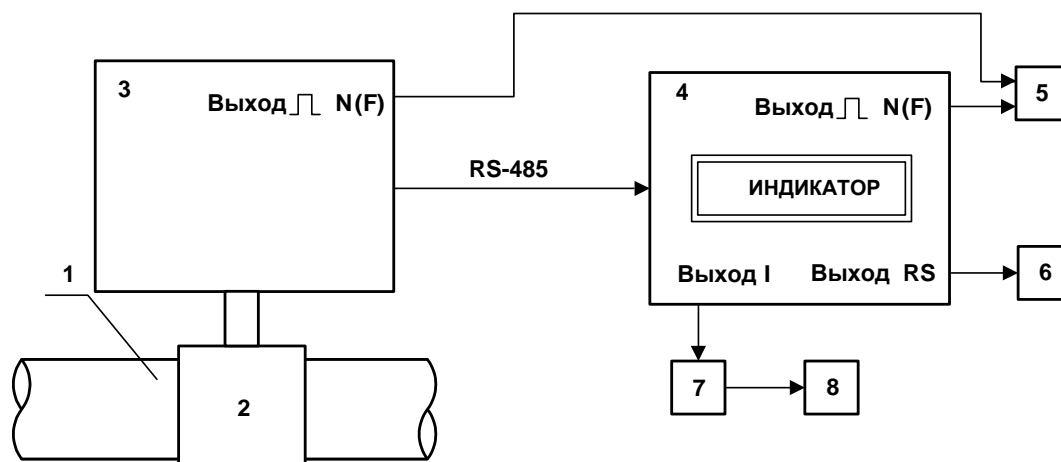 3
Выход N(F)
4
Выход N(F)
5
RS-485
ИНДИКАТОР
1
Выход I
Выход RS
6
7
8
2